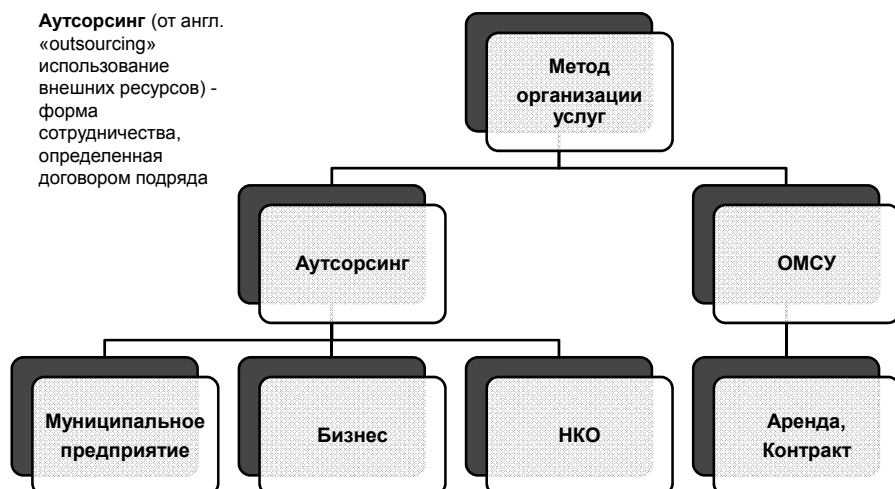 Аутсорсинг (от англ.
«outsourcing»
использование
внешних ресурсов) -
форма
сотрудничества,
определенная
договором подряда
Метод
организации
услуг
Аутсорсинг
ОМСУ
Муниципальное
предприятие
Бизнес
НКО
Аренда,
Контракт